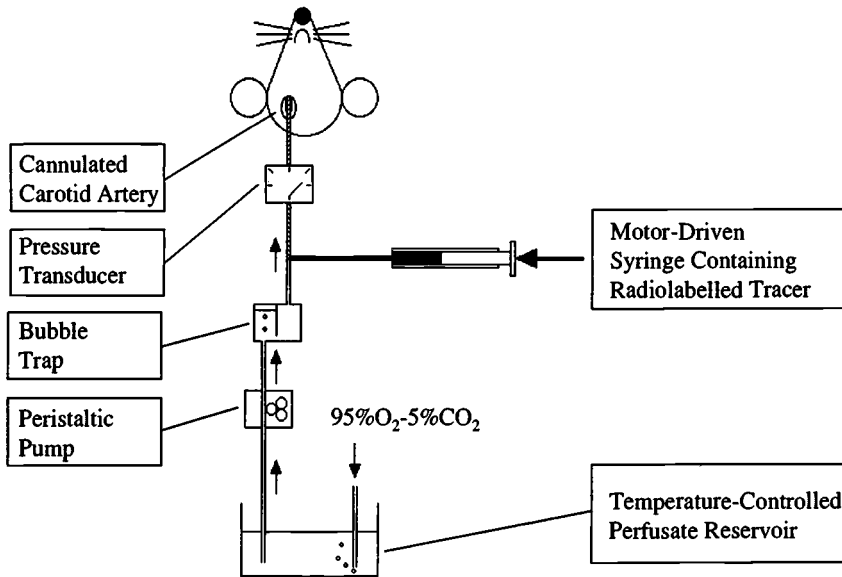 Cannulated
Carotid Artery
Pressure
Transducer
Motor-Driven
Syringe Containing
Radiolabelled Tracer
Bubble
Trap
Peristaltic
Pump
95%O₂-5%CO₂
Temperature-Controlled
Perfusate Reservoir